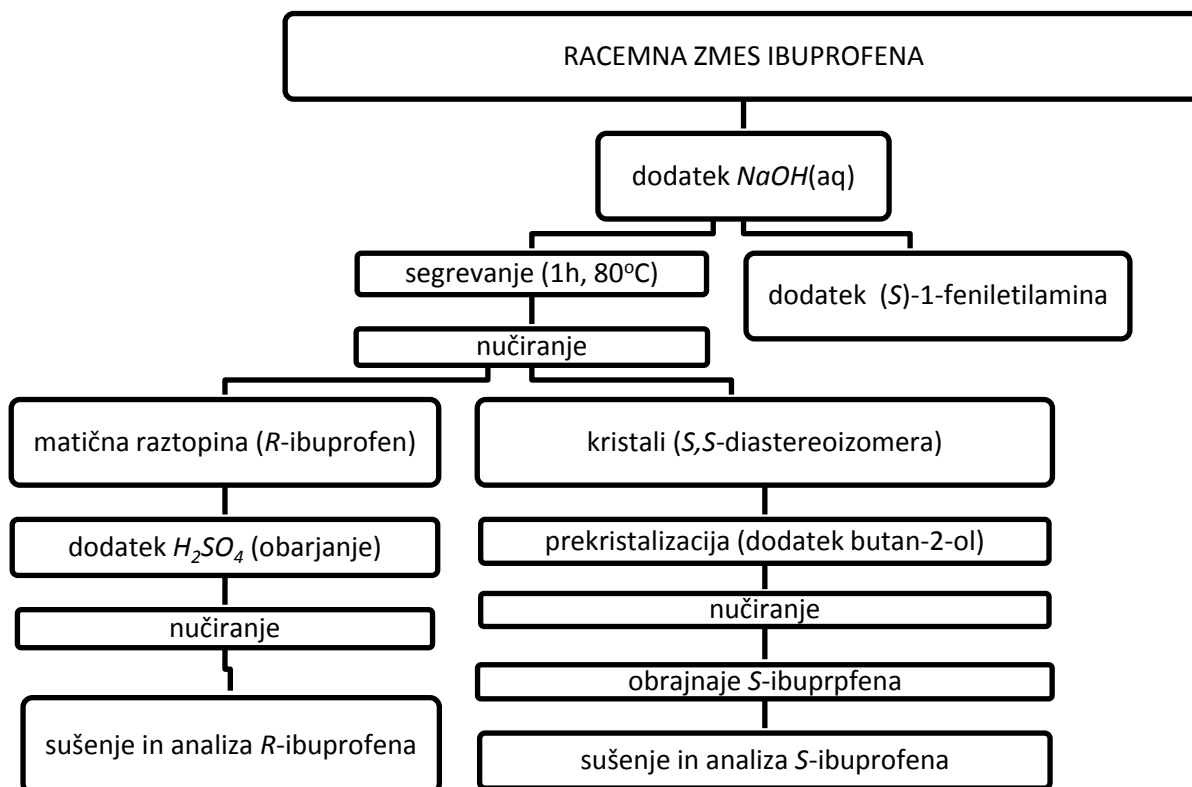 RACEMNA ZMES IBUPROFENA
dodatek NaOH(aq)
segrevanje (1h, 80°C)
dodatek (S)-1-feniletilamina
nučiranje
matična raztopina (R-ibuprofen)
kristali (S,S-diastereoizomera)
dodatek H₂SO₄ (obarjanje)
prekristalizacija (dodatek butan-2-ol)
nučiranje
nučiranje
obrajnaje S-ibuprpfena
sušenje in analiza R-ibuprofena
sušenje in analiza S-ibuprofena